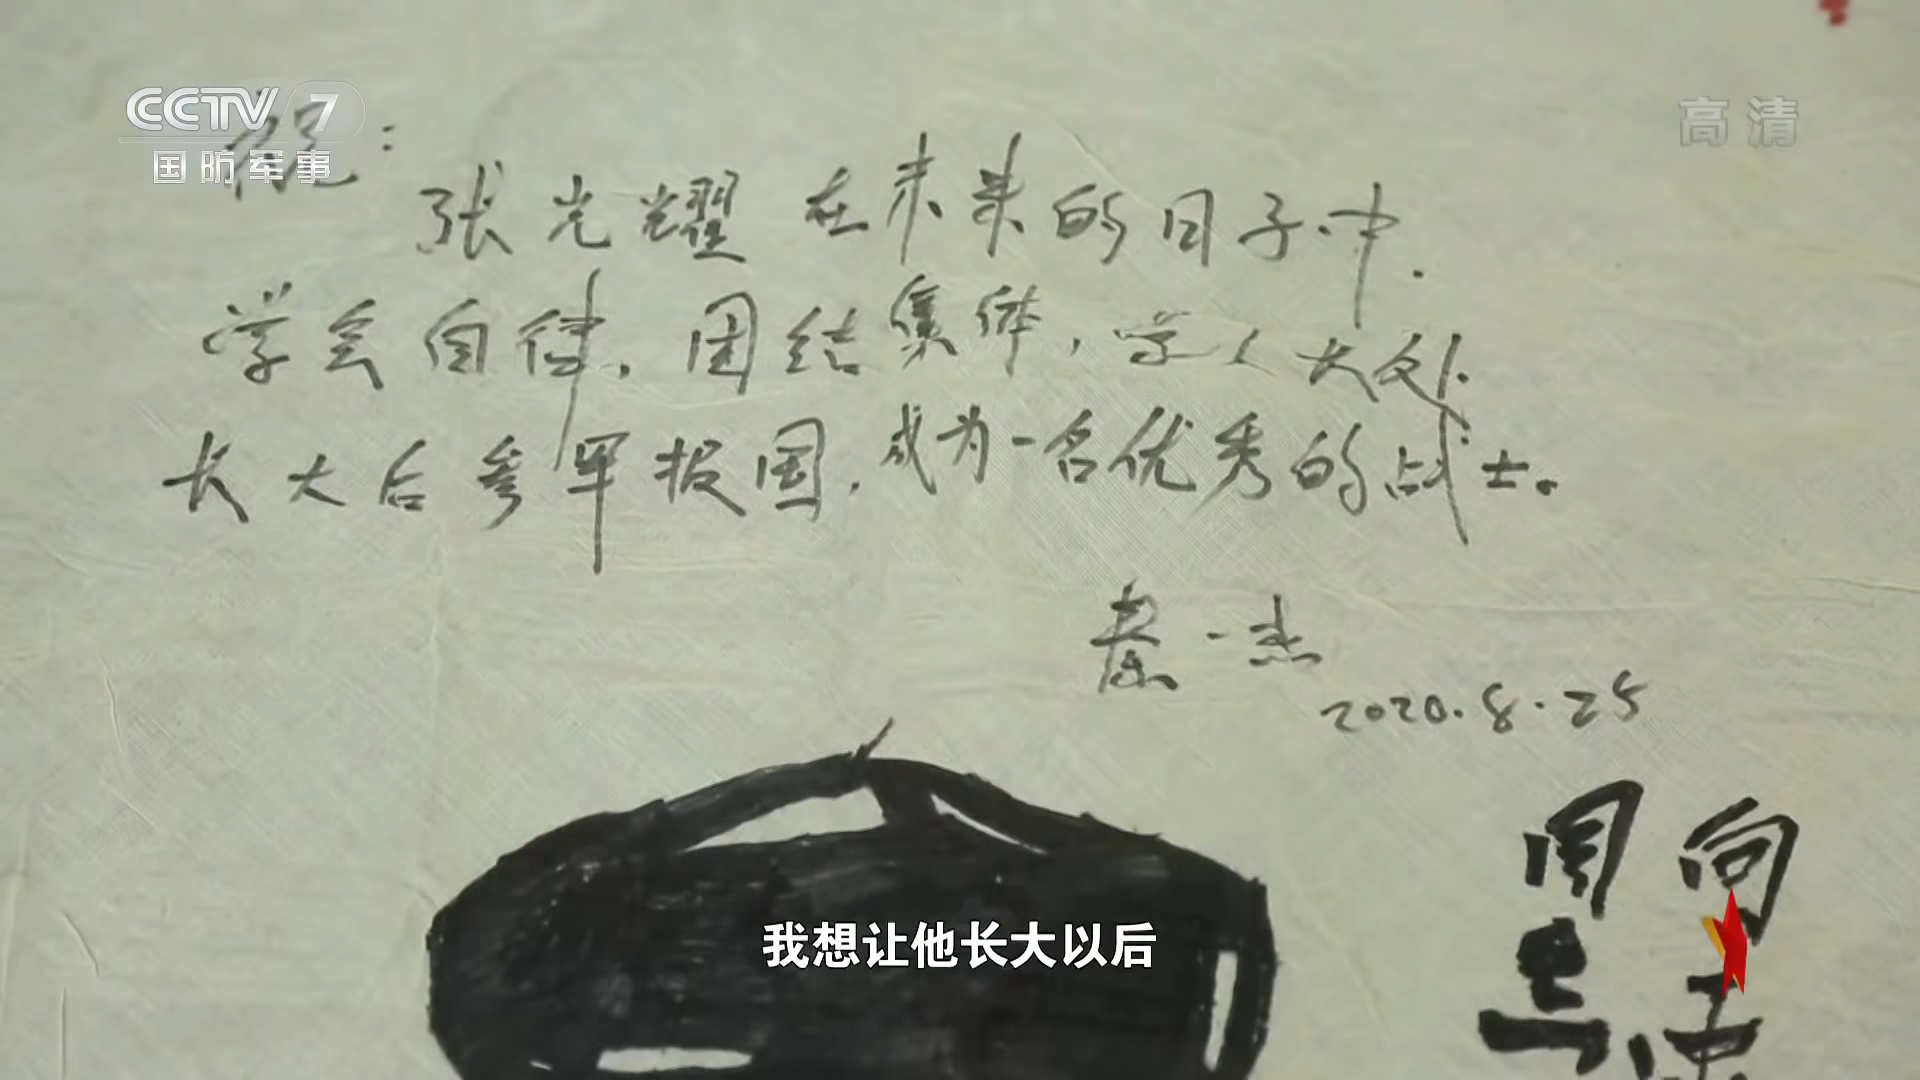 CCTV 7
国防军事
高清
祝：
张光耀 在未来的日子中.
学会自律，团结集体，学人长处.
长大后参军报国，成为一名优秀的战士。
秦一杰
2020.8.25
我想让他长大以后